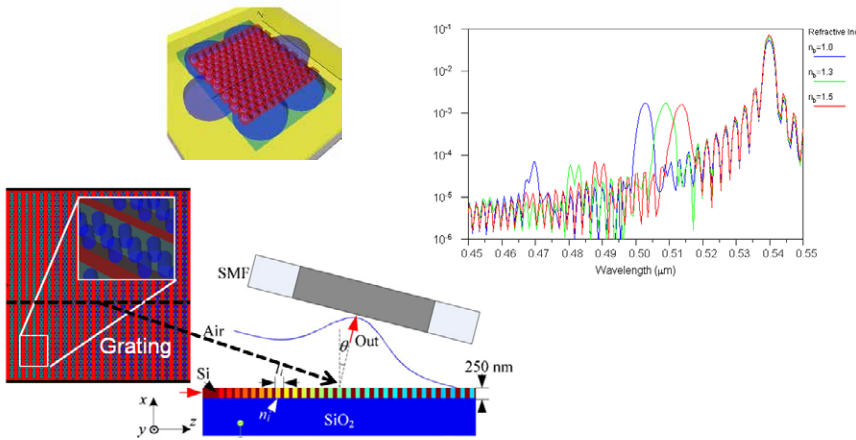 10⁻¹
10⁻²
10⁻³
10⁻⁴
10⁻⁵
10⁻⁶
0.45 0.46 0.47 0.48 0.49 0.50 0.51 0.52 0.53 0.54 0.55
Wavelength (μm)
Refractive Inc
n_b=1.0
n_b=1.3
n_b=1.5
Grating
SMF
Air
θ
Out
250 nm
Si
n_i
SiO₂
x
y
z